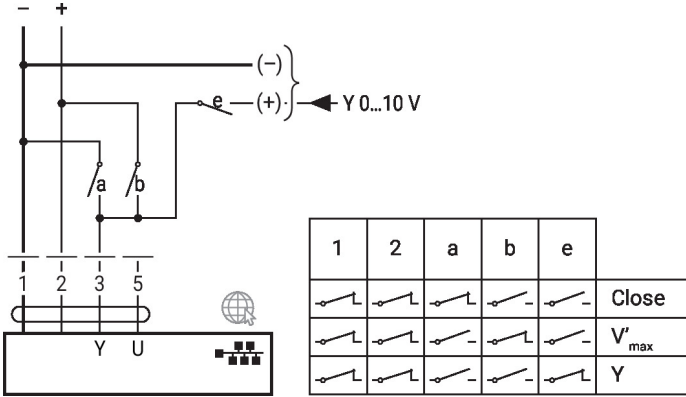 – +
(–)
e (+) Y 0...10 V
a b
1 2 3 5
Y U
1 2 a b e
Close
V'max
Y